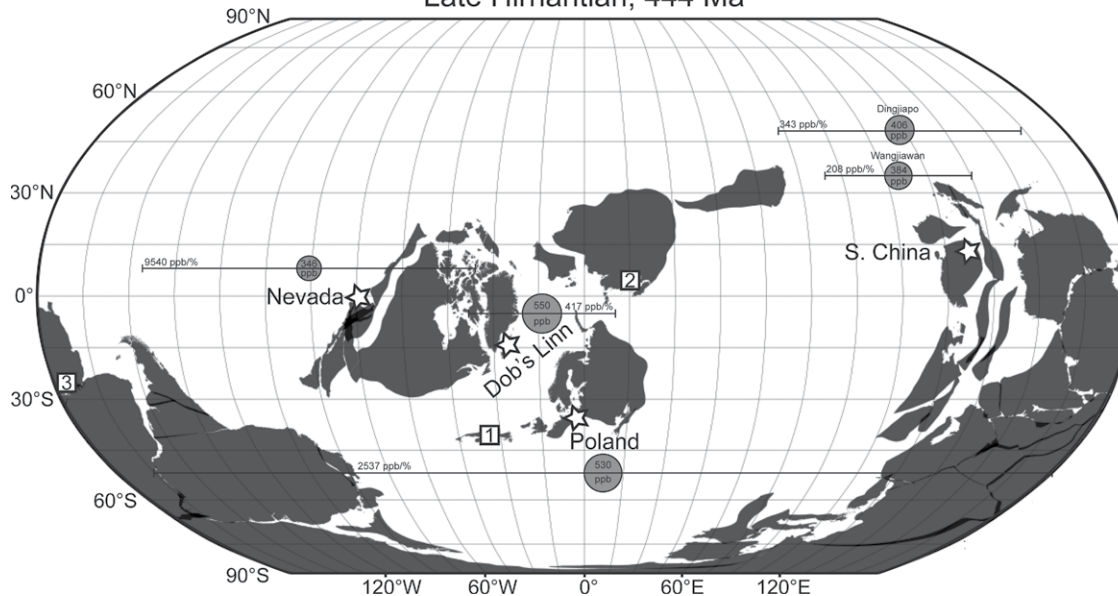 Late Hirnantian, 444 Ma
90°N
60°N
Dingjiapo
343 ppb/%
406
ppb
Wangjiawan
208 ppb/%
384
ppb
30°N
S. China
9540 ppb/%
346
ppb
2
Nevada
0°
550
ppb
417 ppb/%
Dob's Linn
3
30°S
1
Poland
2537 ppb/%
530
ppb
60°S
90°S
120°W
60°W
0°
60°E
120°E